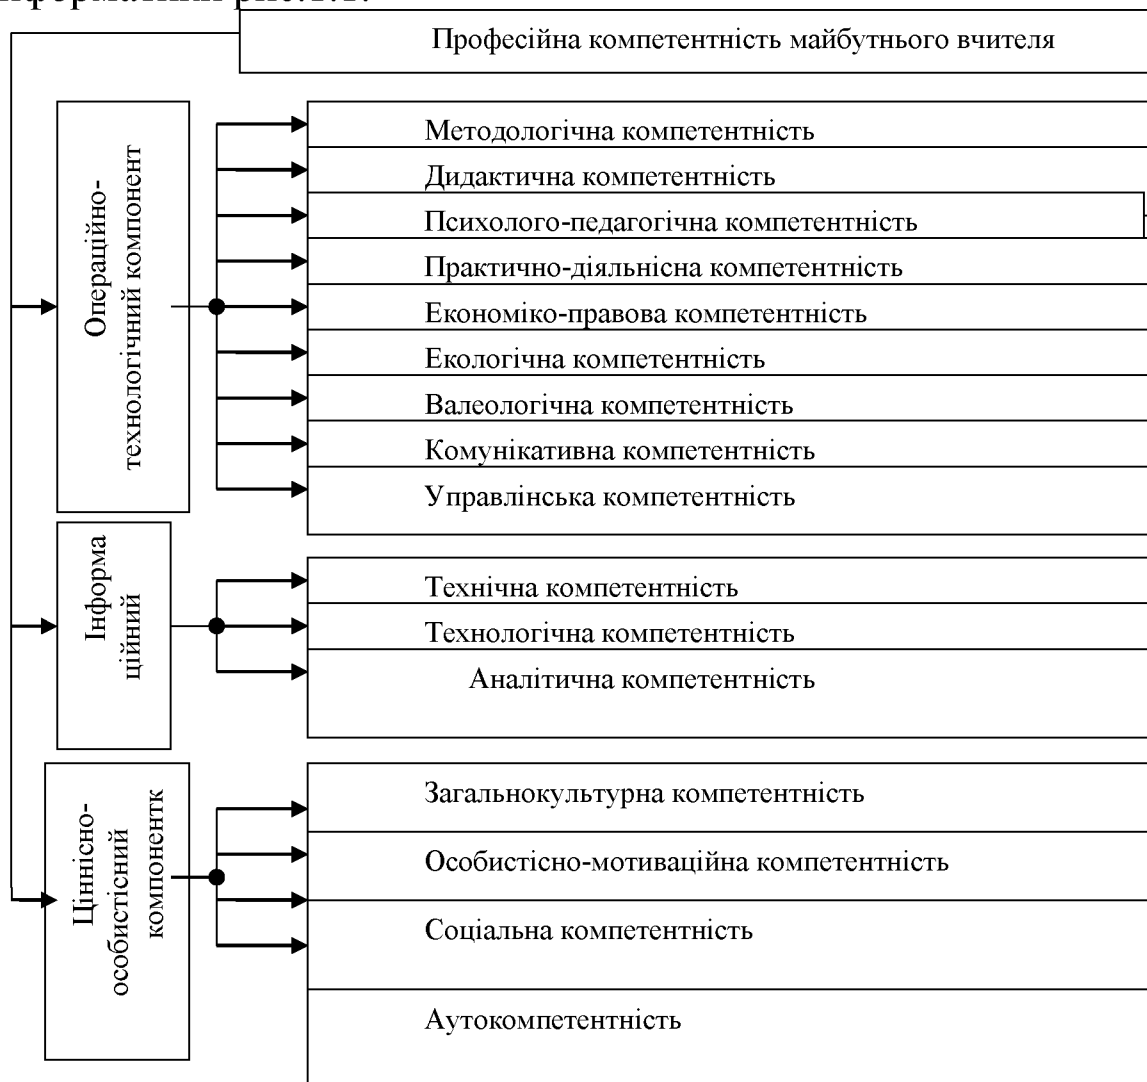 Професійна компетентність майбутнього вчителя
Операційно-
технологічний компонент
Методологічна компетентність
Дидактична компетентність
Психолого-педагогічна компетентність
Практично-діяльнісна компетентність
Економіко-правова компетентність
Екологічна компетентність
Валеологічна компетентність
Комунікативна компетентність
Управлінська компетентність
Інформа
ційний
Технічна компетентність
Технологічна компетентність
Аналітична компетентність
Ціннісно-
особистісний
компонентк
Загальнокультурна компетентність
Особистісно-мотиваційна компетентність
Соціальна компетентність
Аутокомпетентність